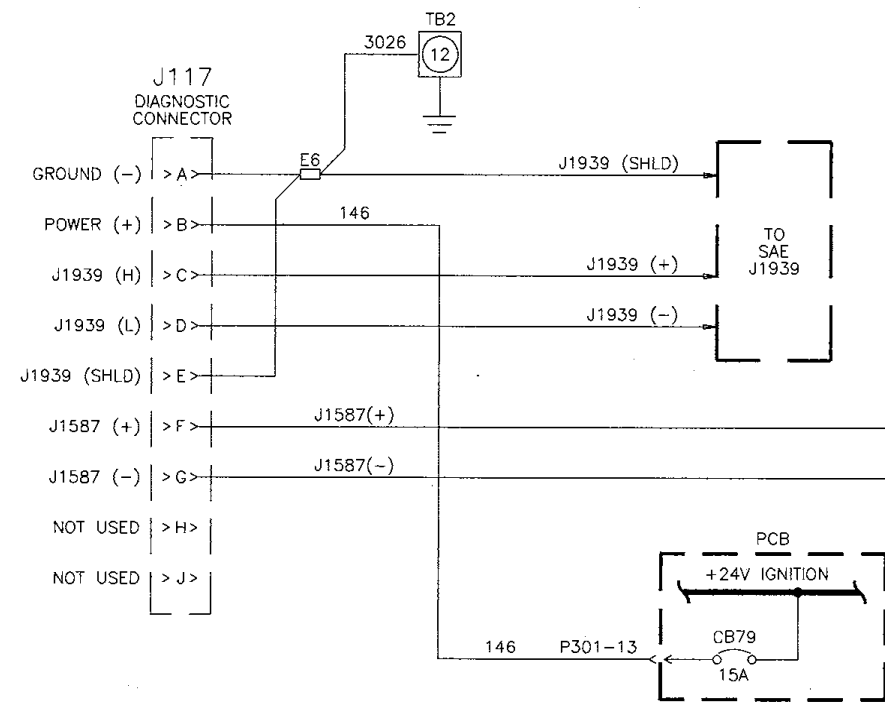 TB2
3026
12
J117
DIAGNOSTIC
CONNECTOR
E6
GROUND (-) >A> J1939 (SHLD)
POWER (+) >B> 146
J1939 (H) >C> J1939 (+)
J1939 (L) >D> J1939 (-)
TO
SAE
J1939
J1939 (SHLD) >E>
J1587 (+) >F> J1587(+)
J1587 (-) >G> J1587(-)
NOT USED >H>
NOT USED >J>
PCB
+24V IGNITION
146 P301-13
CB79
15A